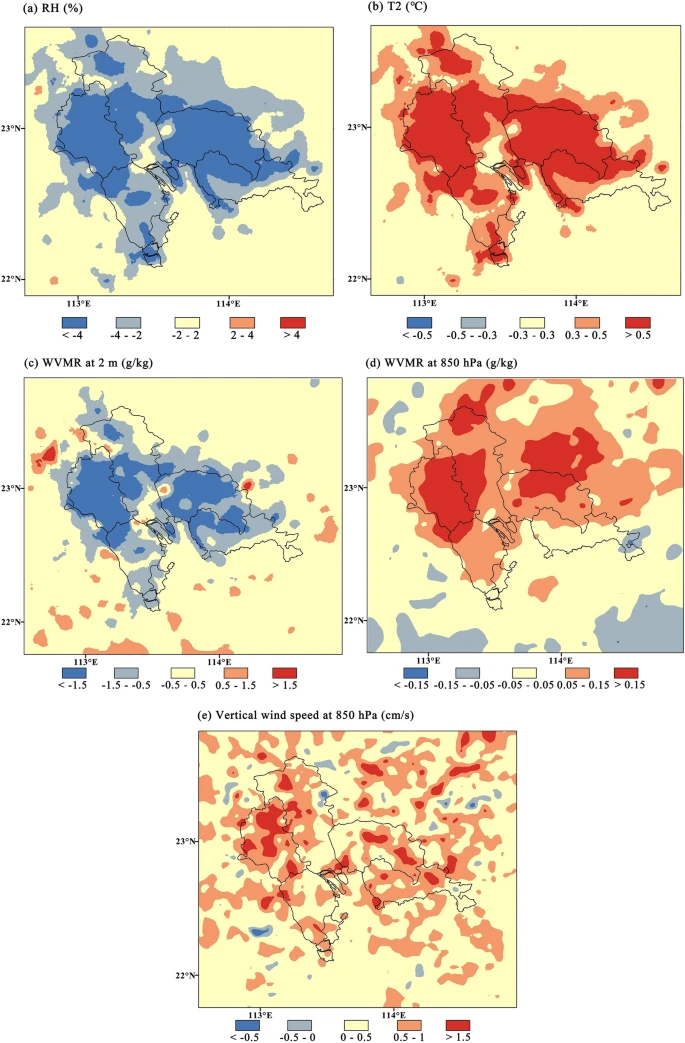 (a) RH (%)
(b) T2 (℃)
23°N
22°N
113°E 114°E
< -4 -4 - -2 -2 - 2 2 - 4 > 4
23°N
22°N
113°E 114°E
< -0.5 -0.5 - -0.3 -0.3 - 0.3 0.3 - 0.5 > 0.5
(c) WVMR at 2 m (g/kg)
(d) WVMR at 850 hPa (g/kg)
23°N
22°N
113°E 114°E
< -1.5 -1.5 - -0.5 -0.5 - 0.5 0.5 - 1.5 > 1.5
23°N
22°N
113°E 114°E
< -0.15 -0.15 - -0.05 -0.05 - 0.05 0.05 - 0.15 > 0.15
(e) Vertical wind speed at 850 hPa (cm/s)
23°N
22°N
113°E 114°E
< -0.5 -0.5 - 0 0 - 0.5 0.5 - 1 > 1.5